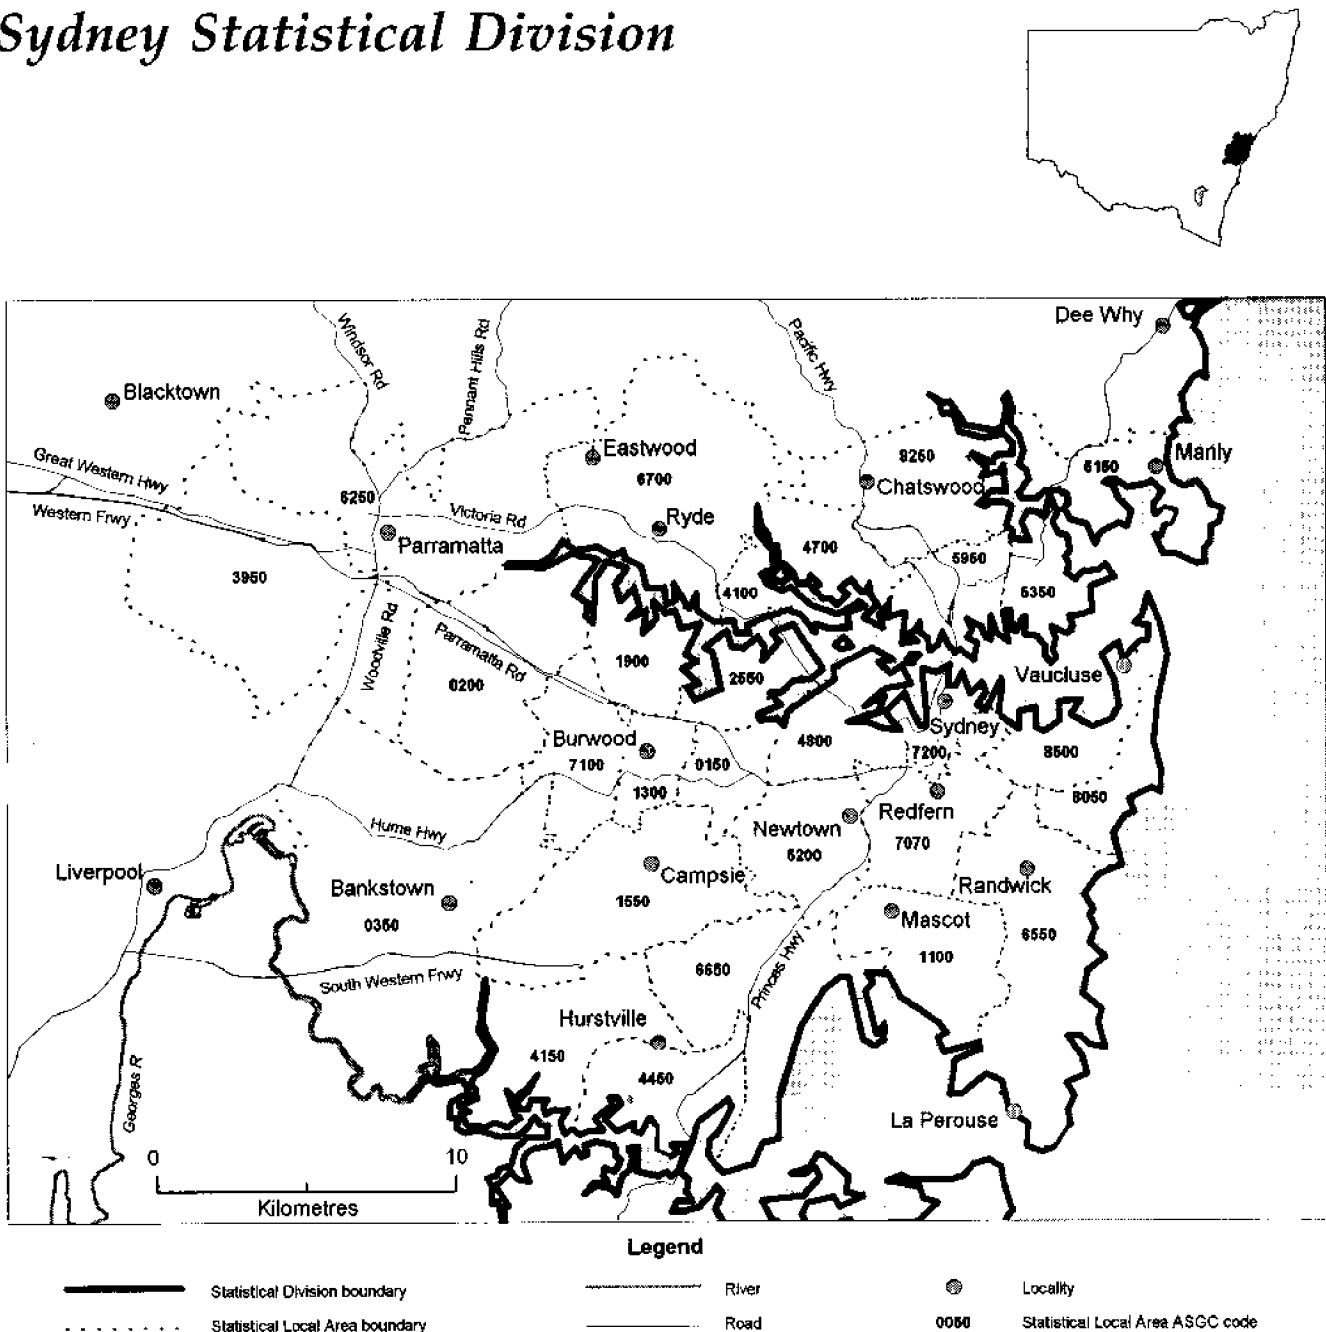 Sydney Statistical Division
Dee Why
Windsor Rd
Pennant Hills Rd
Pacific Hwy
Blacktown
Manly
Eastwood
8250
5150
Great Western Hwy
6700
Chatswood
6250
Western Frwy
Victoria Rd
Ryde
Parramatta
4700
5950
3950
4100
5350
Woodville Rd
Parramatta Rd
1900
0200
2550
Vaucluse
Sydney
Burwood
4800
7200
8500
7100
0150
1300
8050
Redfern
Hume Hwy
Newtown
7070
5200
Liverpool
Campsie
Bankstown
Randwick
1550
0350
Mascot
6550
1100
6650
Princes Hwy
South Western Frwy
Hurstville
4150
4450
Georges R
La Perouse
0 10
Kilometres
Legend
Statistical Division boundary
River
Locality
Statistical Local Area boundary
Road
0050 Statistical Local Area ASGC code